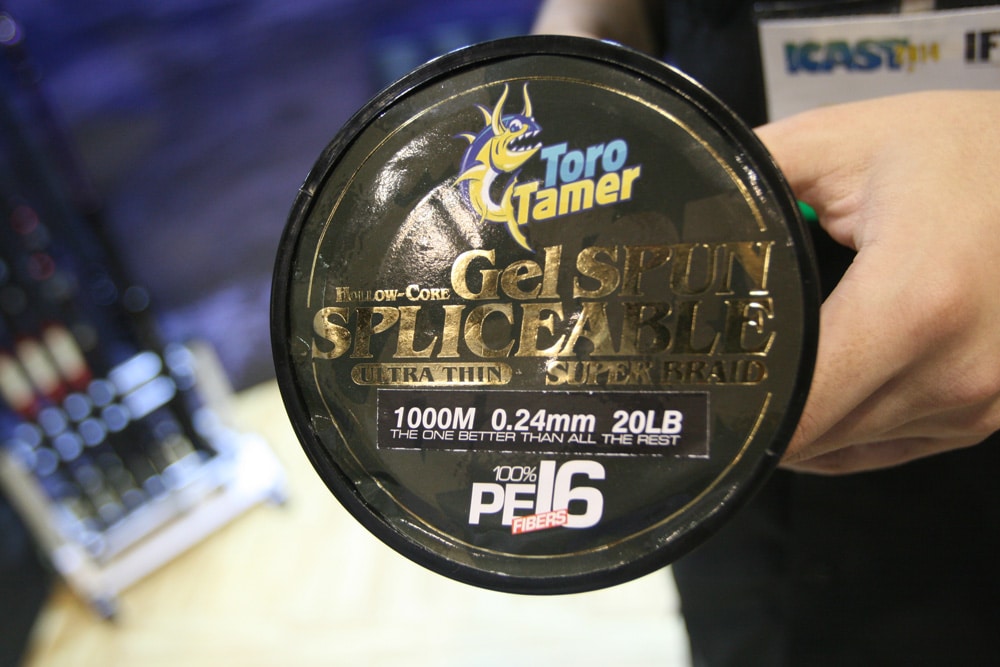 ICAST 2014 IF
Toro
Tamer
HOLLOW-CORE Gel SPUN
SPLICEABLE
ULTRA THIN SUPER BRAID
1000M 0.24mm 20LB
THE ONE BETTER THAN ALL THE REST
100%
PE16
FIBERS